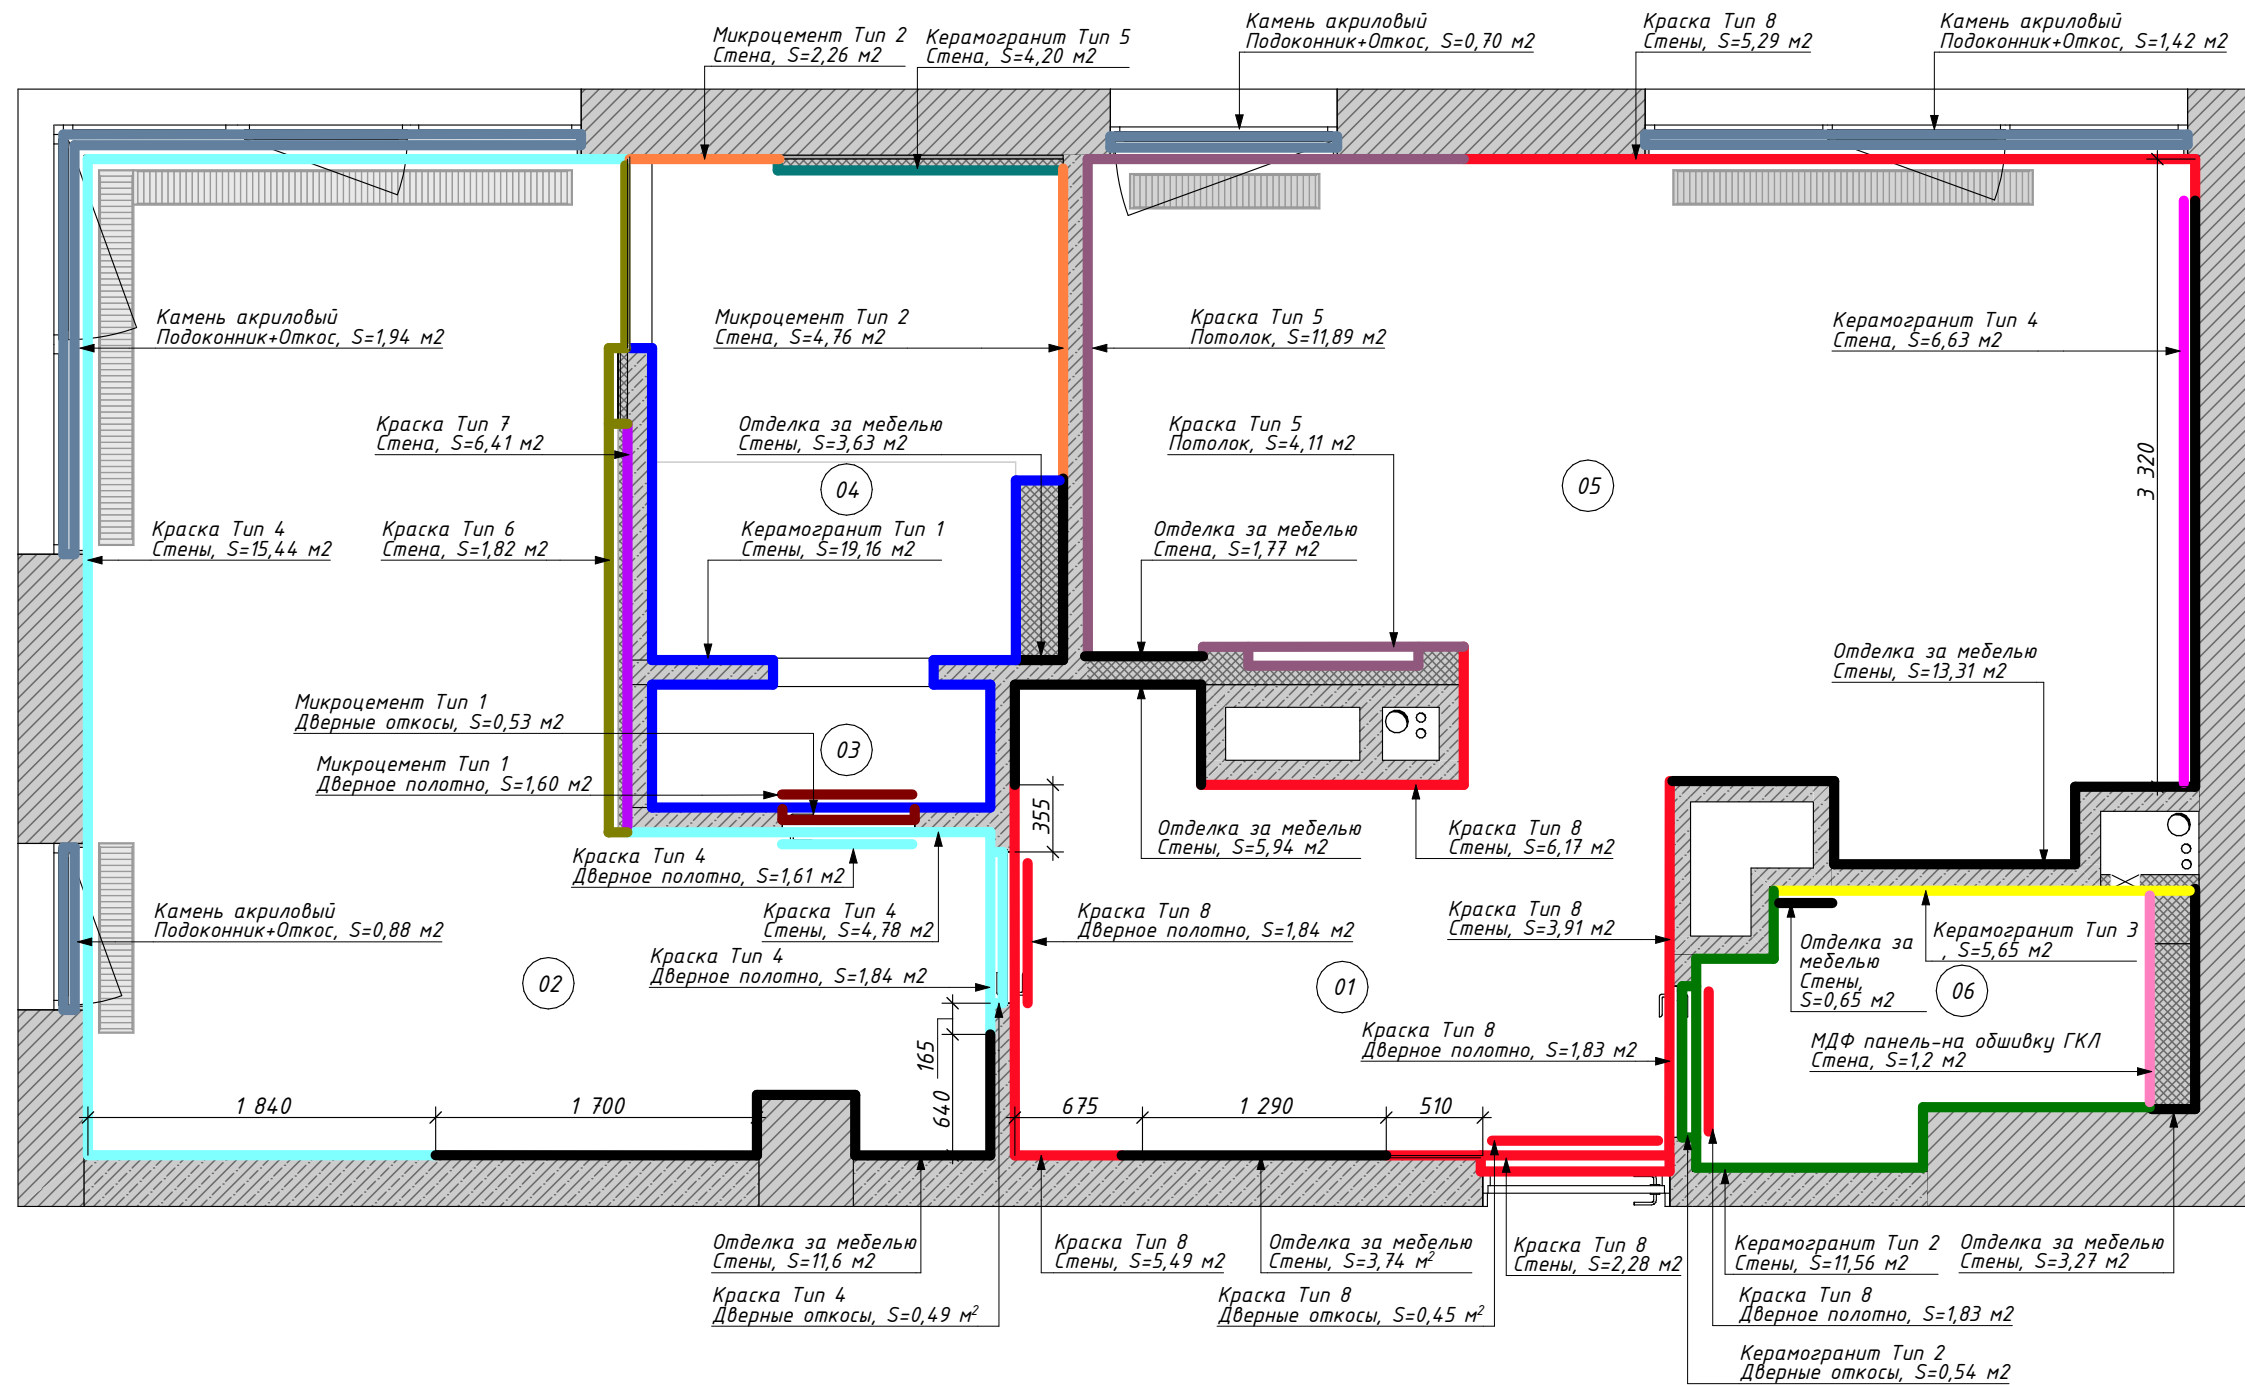 Микроцемент Тип 2
Стена, S=2,26 м2
Керамогранит Тип 5
Стена, S=4,20 м2
Камень акриловый
Подоконник+Откос, S=0,70 м2
Краска Тип 8
Стены, S=5,29 м2
Камень акриловый
Подоконник+Откос, S=1,42 м2
Камень акриловый
Подоконник+Откос, S=1,94 м2
Микроцемент Тип 2
Стена, S=4,76 м2
Краска Тип 5
Потолок, S=11,89 м2
Керамогранит Тип 4
Стена, S=6,63 м2
Краска Тип 7
Стена, S=6,41 м2
Отделка за мебелью
Стены, S=3,63 м2
Краска Тип 5
Потолок, S=4,11 м2
3 320
04
05
Краска Тип 4
Стены, S=15,44 м2
Краска Тип 6
Стена, S=1,82 м2
Керамогранит Тип 1
Стены, S=19,16 м2
Отделка за мебелью
Стена, S=1,77 м2
Отделка за мебелью
Стены, S=13,31 м2
Микроцемент Тип 1
Дверные откосы, S=0,53 м2
03
Микроцемент Тип 1
Дверное полотно, S=1,60 м2
355
Отделка за мебелью
Стены, S=5,94 м2
Краска Тип 8
Стены, S=6,17 м2
Краска Тип 4
Дверное полотно, S=1,61 м2
Камень акриловый
Подоконник+Откос, S=0,88 м2
Краска Тип 4
Стены, S=4,78 м2
Краска Тип 8
Дверное полотно, S=1,84 м2
Краска Тип 8
Стены, S=3,91 м2
Отделка за
мебелью
Стены,
S=0,65 м2
Керамогранит Тип 3
, S=5,65 м2
Краска Тип 4
Дверное полотно, S=1,84 м2
02
01
06
165
640
Краска Тип 8
Дверное полотно, S=1,83 м2
МДФ панель-на обшивку ГКЛ
Стена, S=1,2 м2
1 840
1 700
675
1 290
510
Отделка за мебелью
Стены, S=11,6 м2
Краска Тип 8
Стены, S=5,49 м2
Отделка за мебелью
Стены, S=3,74 м²
Краска Тип 8
Стены, S=2,28 м2
Керамогранит Тип 2
Стены, S=11,56 м2
Отделка за мебелью
Стены, S=3,27 м2
Краска Тип 4
Дверные откосы, S=0,49 м²
Краска Тип 8
Дверные откосы, S=0,45 м²
Краска Тип 8
Дверное полотно, S=1,83 м2
Керамогранит Тип 2
Дверные откосы, S=0,54 м2